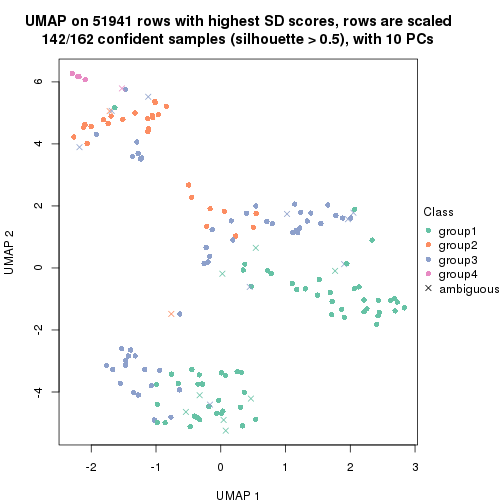 UMAP on 51941 rows with highest SD scores, rows are scaled
142/162 confident samples (silhouette > 0.5), with 10 PCs
6
4
2
0
-2
-4
UMAP 2
-2
-1
0
1
2
3
UMAP 1
Class
group1
group2
group3
group4
ambiguous